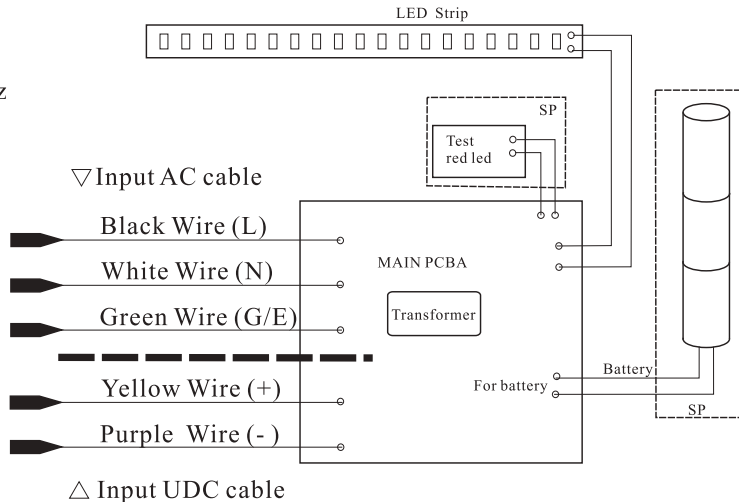 LED Strip
z
SP
Test
red led
▽Input AC cable
Black Wire (L)
White Wire (N)
MAIN PCBA
Green Wire (G/E)
Transformer
Battery
Yellow Wire (+)
For battery
SP
Purple Wire (- )
△ Input UDC cable